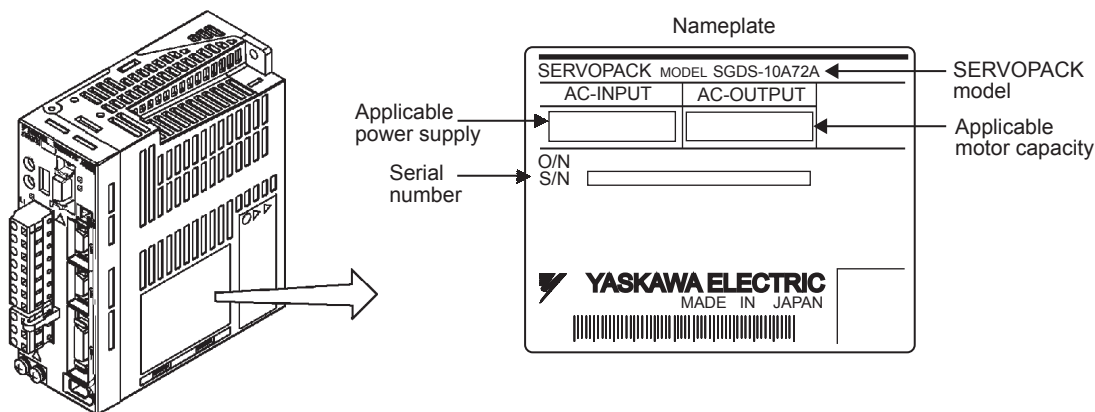 Nameplate
SERVOPACK MODEL SGDS-10A72A
SERVOPACK
model
AC-INPUT
AC-OUTPUT
Applicable
power supply
Applicable
motor capacity
O/N
S/N
Serial
number
YASKAWA ELECTRIC
MADE IN JAPAN